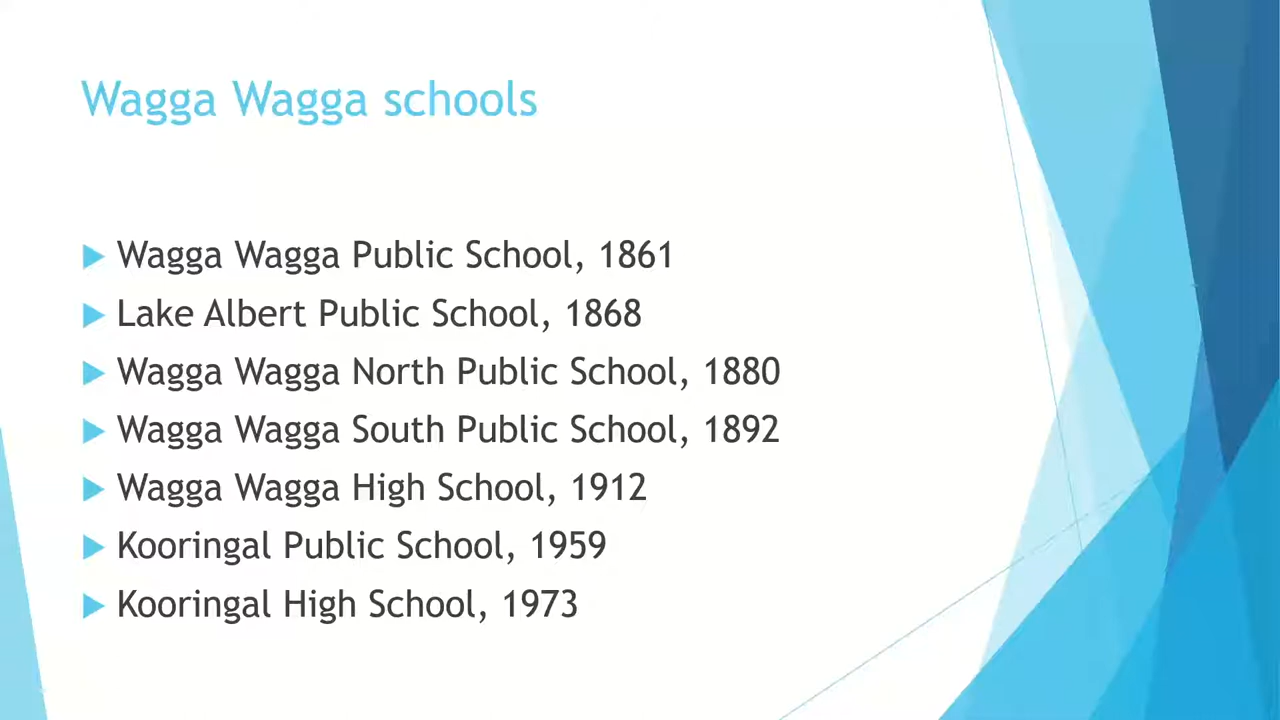 Wagga Wagga schools
Wagga Wagga Public School, 1861
Lake Albert Public School, 1868
Wagga Wagga North Public School, 1880
Wagga Wagga South Public School, 1892
Wagga Wagga High School, 1912
Kooringal Public School, 1959
Kooringal High School, 1973